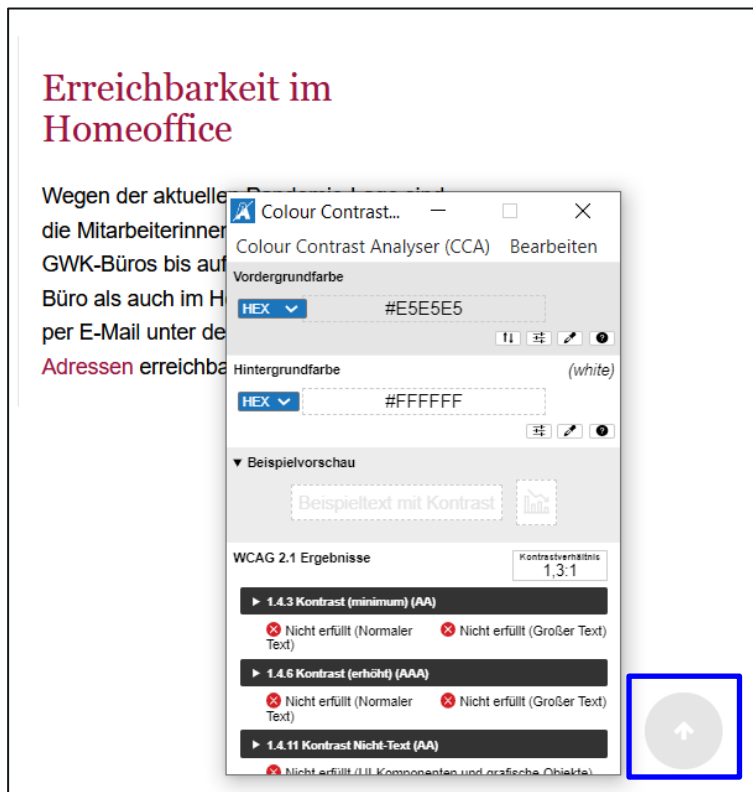 Erreichbarkeit im
Homeoffice
Wegen der aktuellen
die Mitarbeiterinnen
GWK-Büros bis auf
Büro als auch im
per E-Mail unter
Adressen erreichba
Colour Contrast...
Colour Contrast Analyser (CCA) Bearbeiten
Vordergrundfarbe
HEX #E5E5E5
Hintergrundfarbe (white)
HEX #FFFFFF
Beispielvorschau
Beispieltext mit Kontrast
WCAG 2.1 Ergebnisse
Kontrastverhältnis
1,3:1
1.4.3 Kontrast (minimum) (AA)
Nicht erfüllt (Normaler Text) Nicht erfüllt (Großer Text)
1.4.6 Kontrast (erhöht) (AAA)
Nicht erfüllt (Normaler Text) Nicht erfüllt (Großer Text)
1.4.11 Kontrast Nicht-Text (AA)
Nicht erfüllt (UI Komponenten und grafische Objekte)